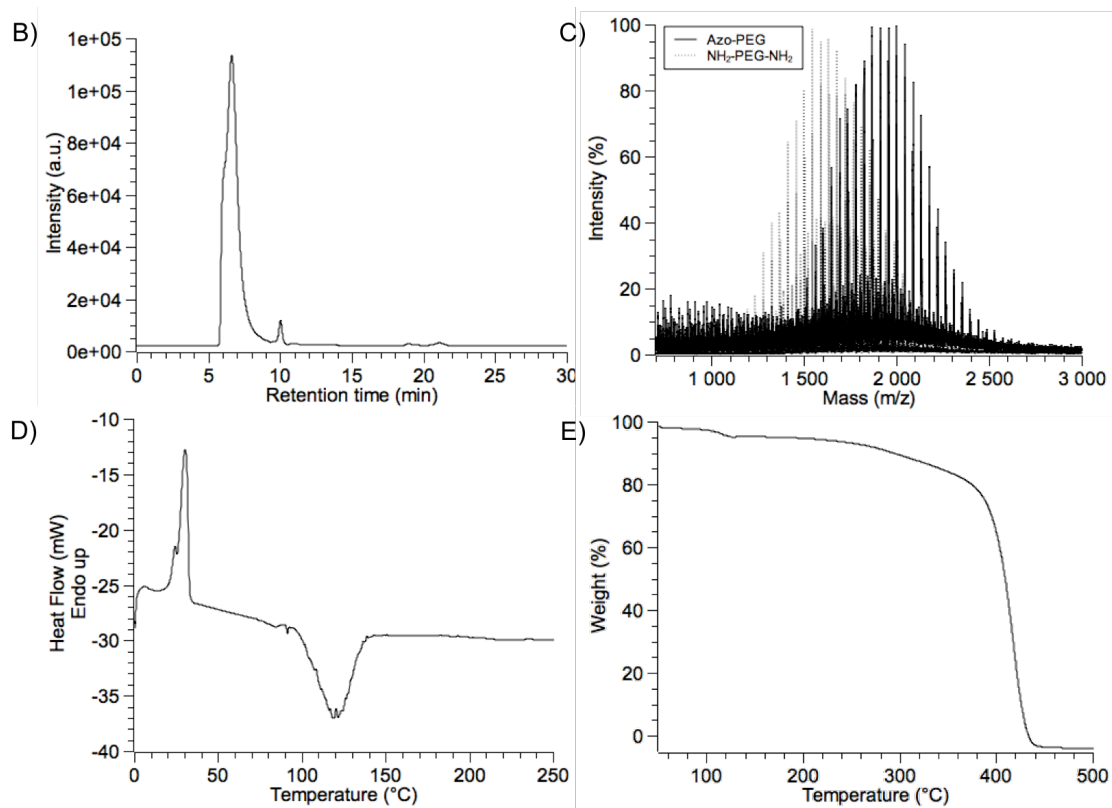 B)
1e+05
1e+05
8e+04
6e+04
4e+04
2e+04
0e+00
Intensity (a.u.)
0 5 10 15 20 25 30
Retention time (min)
C)
Azo-PEG
NH₂-PEG-NH₂
100
80
60
40
20
0
Intensity (%)
1 000 1 500 2 000 2 500 3 000
Mass (m/z)
D)
-10
-15
-20
-25
-30
-35
-40
Heat Flow (mW)
Endo up
0 50 100 150 200 250
Temperature (°C)
E)
100
80
60
40
20
0
Weight (%)
100 200 300 400 500
Temperature (°C)